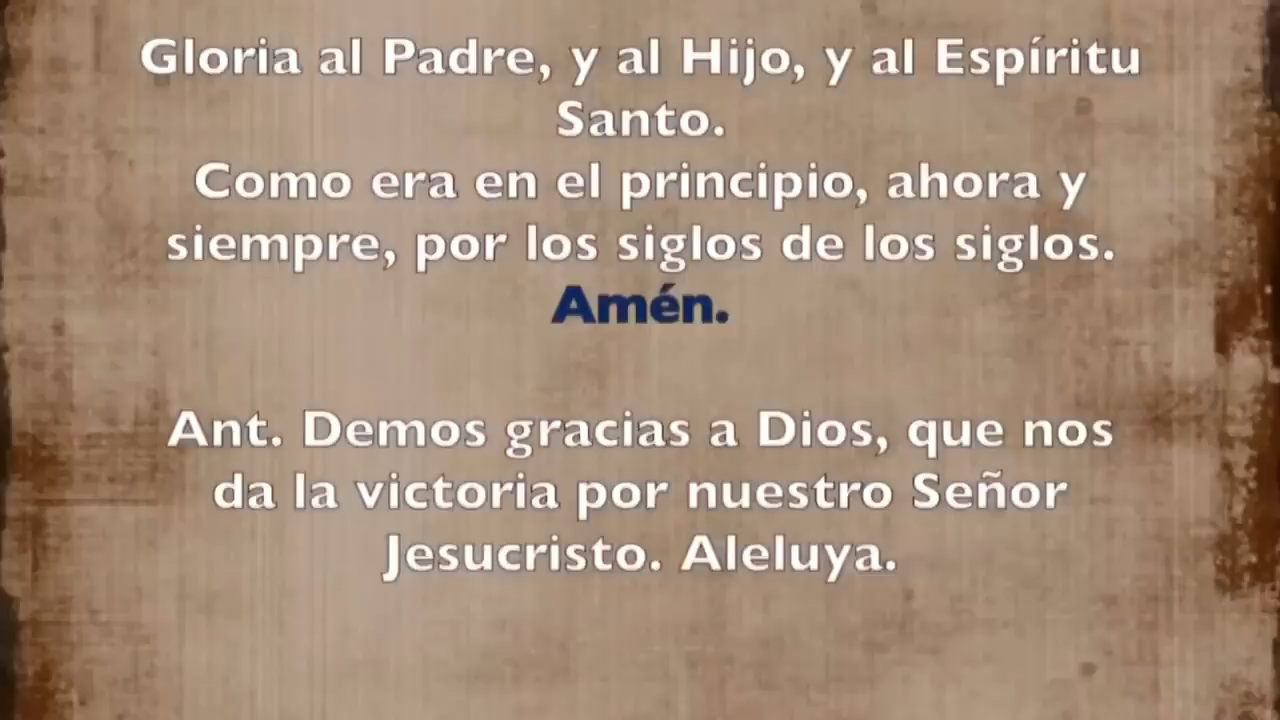 Gloria al Padre, y al Hijo, y al Espíritu
Santo.
Como era en el principio, ahora y
siempre, por los siglos de los siglos.
Amén.
Ant. Demos gracias a Dios, que nos
da la victoria por nuestro Señor
Jesucristo. Aleluya.